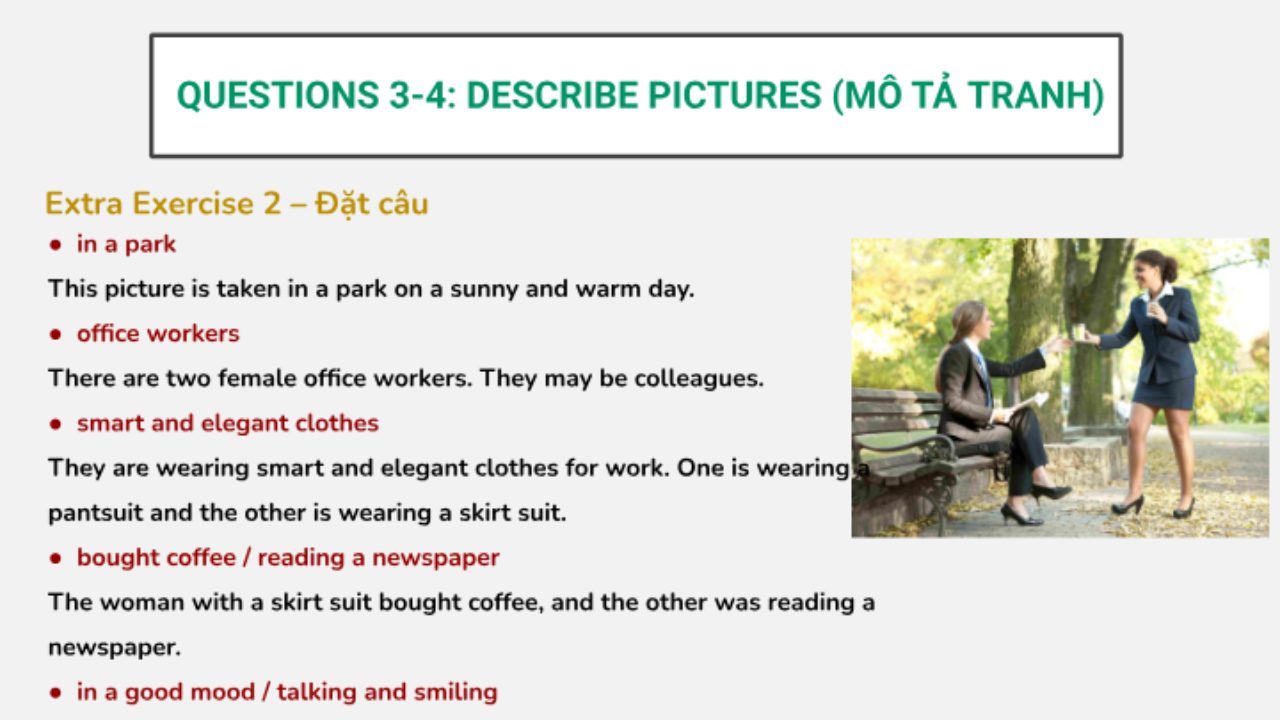 QUESTIONS 3-4: DESCRIBE PICTURES (MÔ TẢ TRANH)
Extra Exercise 2 – Đặt câu
● in a park
This picture is taken in a park on a sunny and warm day.
● office workers
There are two female office workers. They may be colleagues.
● smart and elegant clothes
They are wearing smart and elegant clothes for work. One is wearing a
pantsuit and the other is wearing a skirt suit.
● bought coffee / reading a newspaper
The woman with a skirt suit bought coffee, and the other was reading a
newspaper.
● in a good mood / talking and smiling